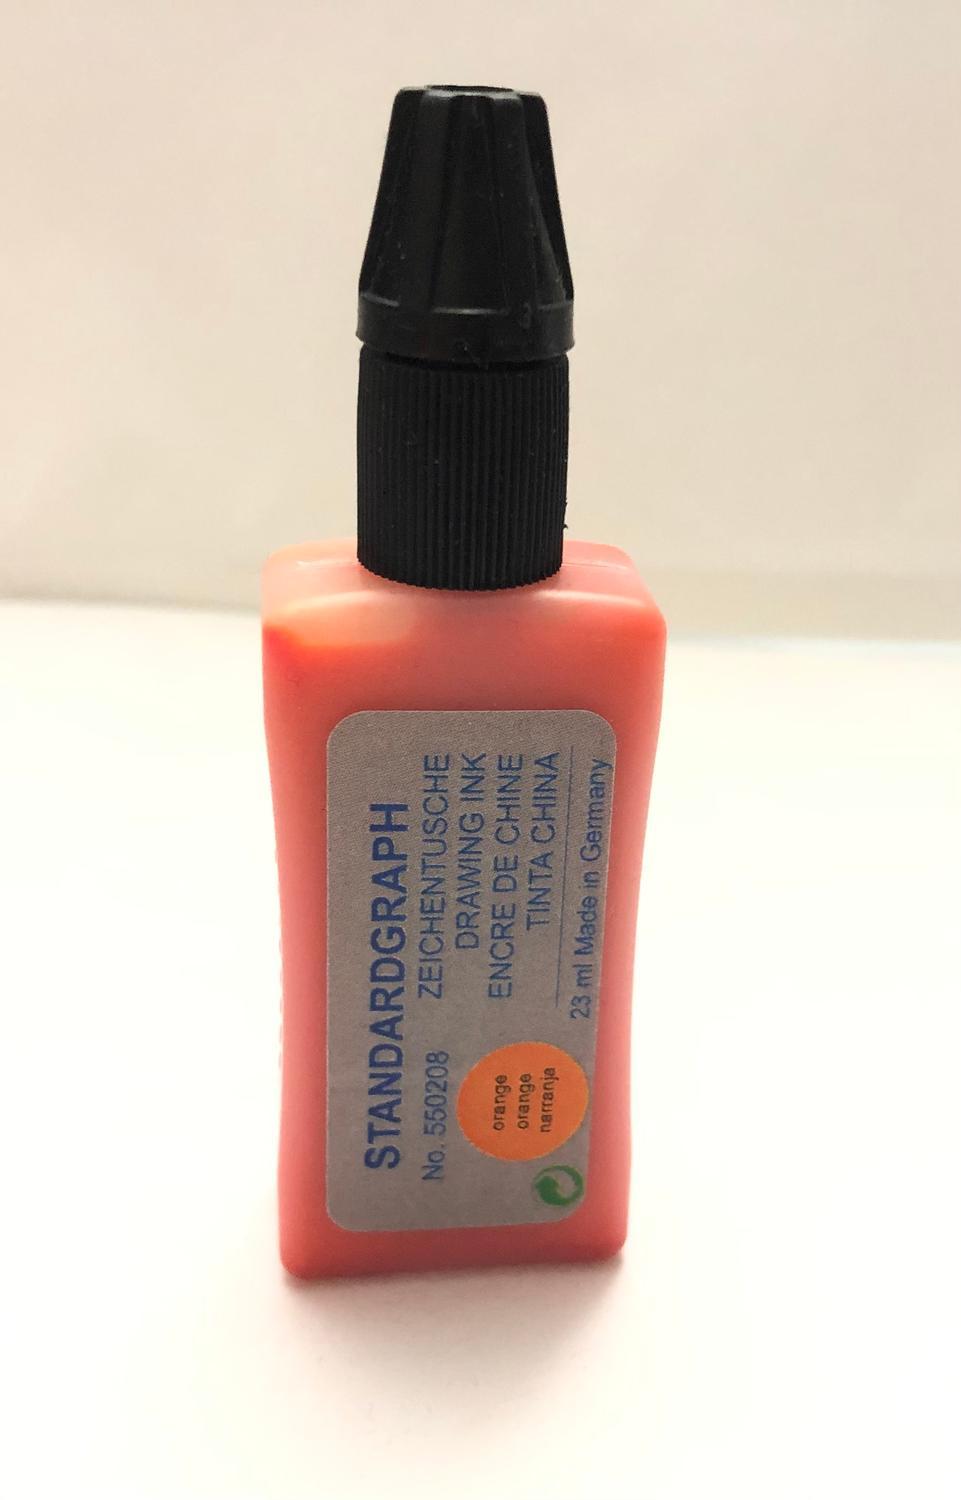 STANDARDGRAPH
No. 550208 ZEICHENTUSCHE
DRAWING INK
ENCRE DE CHINE
TINTA CHINA
orange
orange
narranja
23 ml Made in Germany